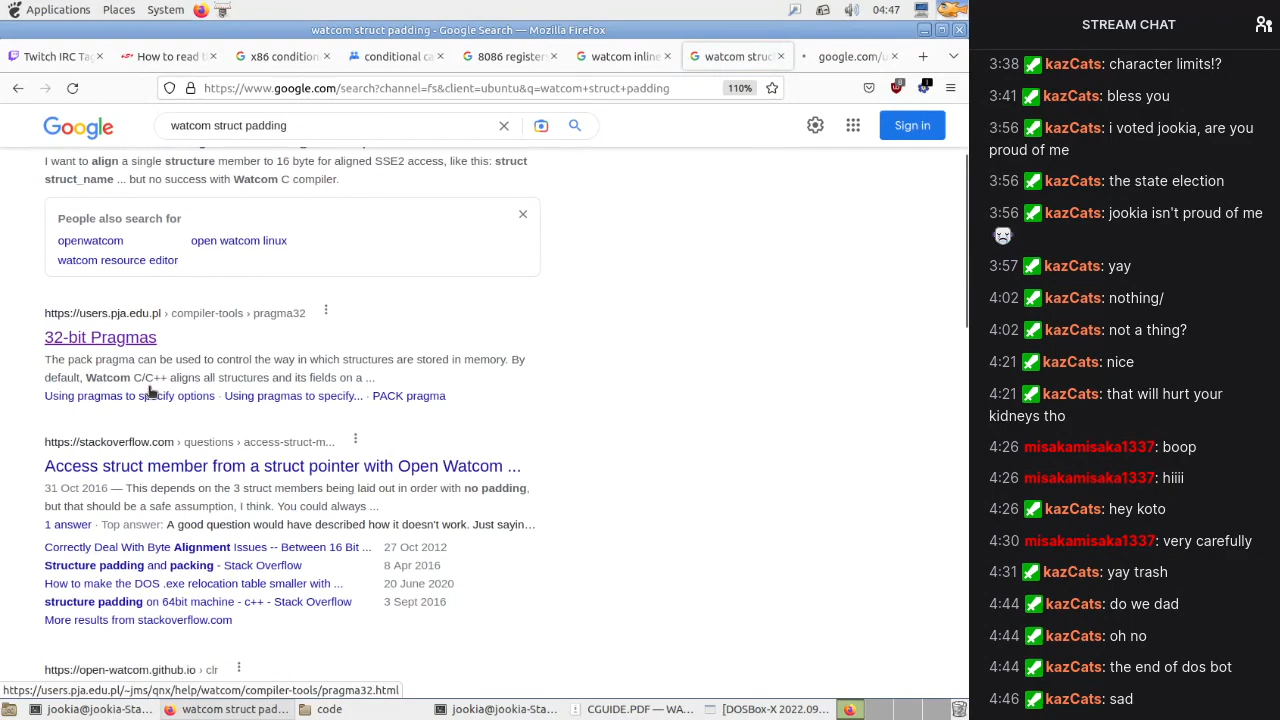 Applications Places System 04:47
watcom struct padding - Google Search — Mozilla Firefox
Twitch IRC Tag
How to read t
x86 condition
conditional ca
8086 register
watcom inline
watcom struc
google.com/u
https://www.google.com/search?channel=fs&client=ubuntu&q=watcom+struct+padding
110%
Google
watcom struct padding
Sign in
I want to align a single structure member to 16 byte for aligned SSE2 access, like this: struct
struct_name ... but no success with Watcom C compiler.
People also search for
openwatcom
open watcom linux
watcom resource editor
https://users.pja.edu.pl › compiler-tools › pragma32
32-bit Pragmas
The pack pragma can be used to control the way in which structures are stored in memory. By
default, Watcom C/C++ aligns all structures and its fields on a ...
Using pragmas to specify options · Using pragmas to specify... · PACK pragma
https://stackoverflow.com › questions › access-struct-m...
Access struct member from a struct pointer with Open Watcom ...
31 Oct 2016 — This depends on the 3 struct members being laid out in order with no padding,
but that should be a safe assumption, I think. You could always ...
1 answer · Top answer: A good question would have described how it doesn't work. Just sayin…
Correctly Deal With Byte Alignment Issues -- Between 16 Bit ... 27 Oct 2012
Structure padding and packing - Stack Overflow 8 Apr 2016
How to make the DOS .exe relocation table smaller with ... 20 June 2020
structure padding on 64bit machine - c++ - Stack Overflow 3 Sept 2016
More results from stackoverflow.com
https://open-watcom.github.io › clr
https://users.pja.edu.pl/~jms/qnx/help/watcom/compiler-tools/pragma32.html
jookia@jookia-Sta...
watcom struct pad...
crc
jookia@jookia-Sta...
CGUIDE.PDF — WA...
[DOSBox-X 2022.09...
STREAM CHAT
3:38 kazCats: character limits!?
3:41 kazCats: bless you
3:56 kazCats: i voted jookia, are you
proud of me
3:56 kazCats: the state election
3:56 kazCats: jookia isn't proud of me
3:57 kazCats: yay
4:02 kazCats: nothing/
4:02 kazCats: not a thing?
4:21 kazCats: nice
4:21 kazCats: that will hurt your
kidneys tho
4:26 misakamisaka1337: boop
4:26 misakamisaka1337: hiiii
4:26 kazCats: hey koto
4:30 misakamisaka1337: very carefully
4:31 kazCats: yay trash
4:44 kazCats: do we dad
4:44 kazCats: oh no
4:44 kazCats: the end of dos bot
4:46 kazCats: sad